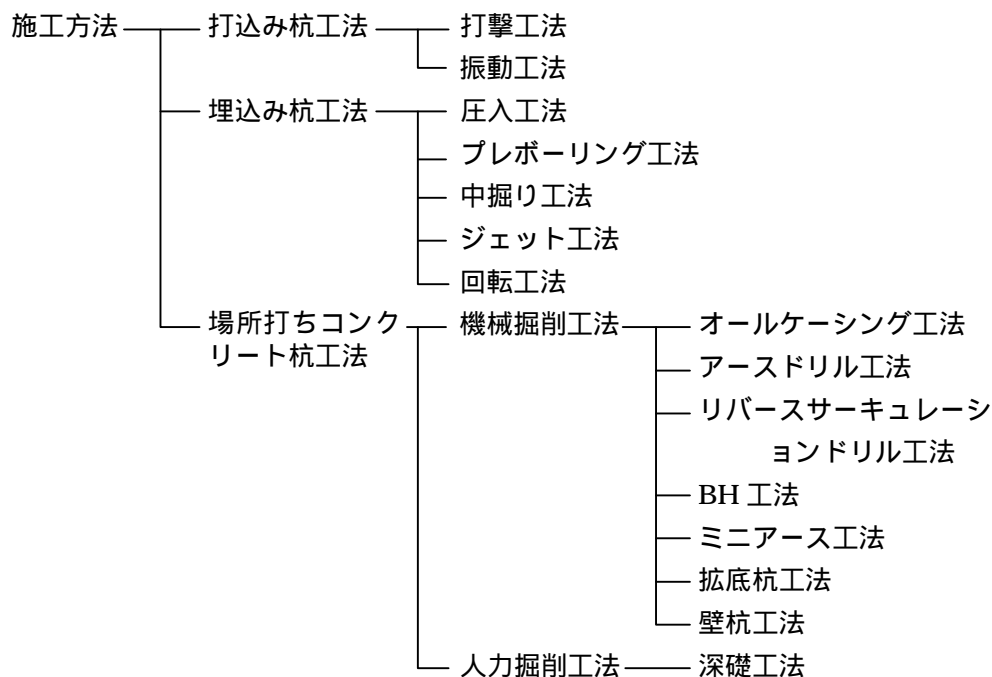 施工方法 打込み杭工法 打撃工法
振動工法
埋込み杭工法 圧入工法
プレボーリング工法
中掘り工法
ジェット工法
回転工法
場所打ちコンク 機械掘削工法 オールケーシング工法
リート杭工法
アースドリル工法
リバースサーキュレーシ
ョンドリル工法
BH 工法
ミニアース工法
拡底杭工法
壁杭工法
人力掘削工法 深礎工法